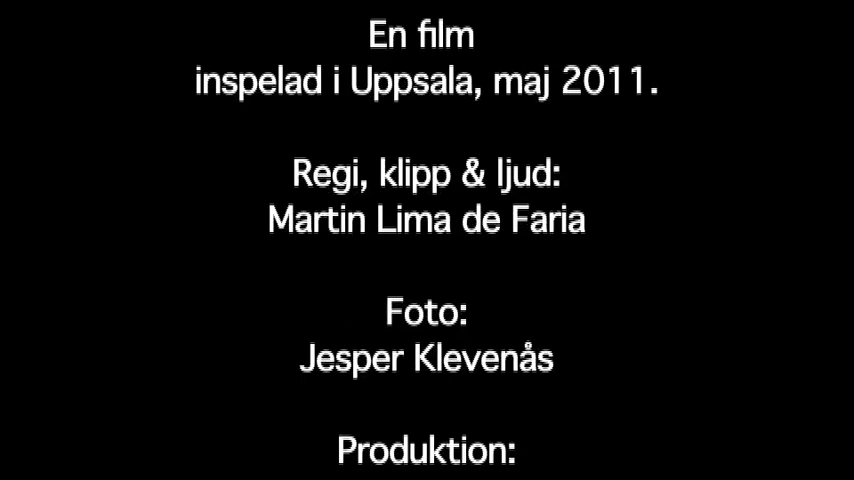 En film
inspelad i Uppsala, maj 2011.
Regi, klipp & ljud:
Martin Lima de Faria
Foto:
Jesper Klevenås
Produktion: